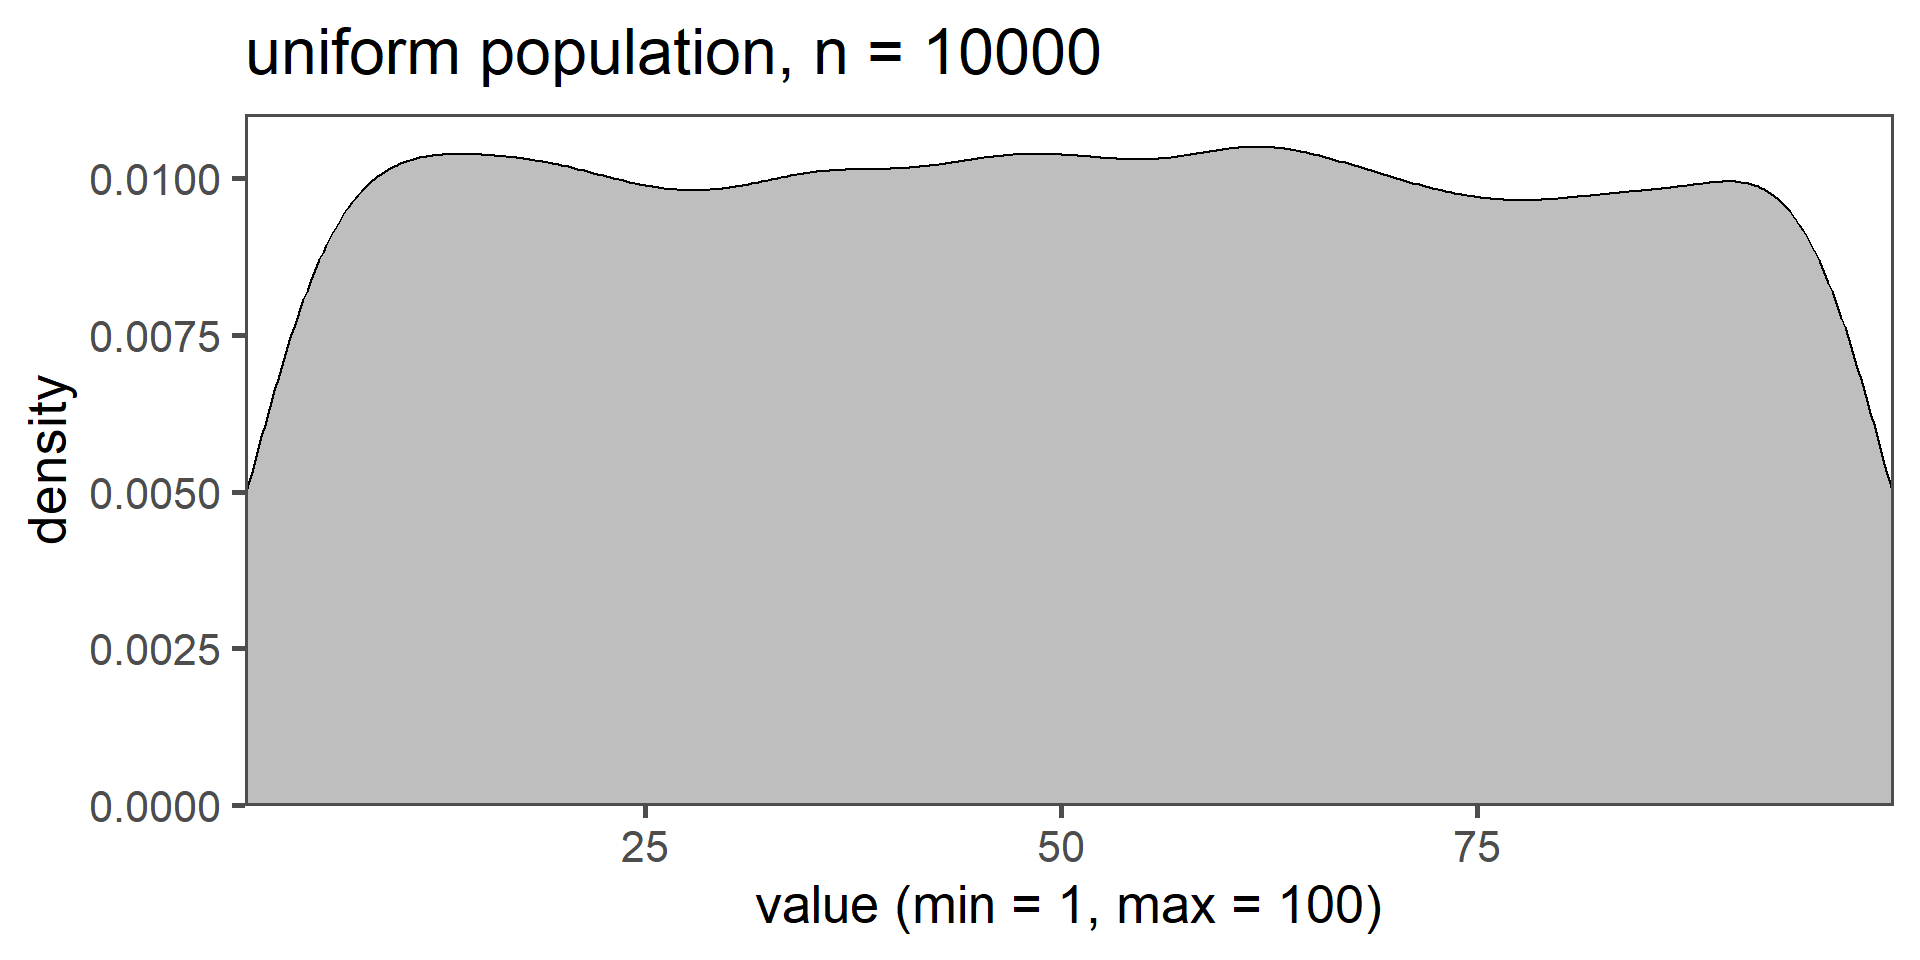 uniform population, n = 10000
density
0.0100
0.0075
0.0050
0.0025
0.0000
25
50
75
value (min = 1, max = 100)